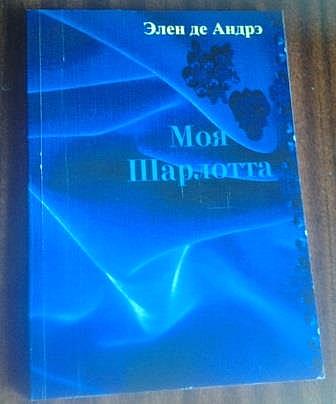 Элен де Андрэ
Моя
Шарлотта